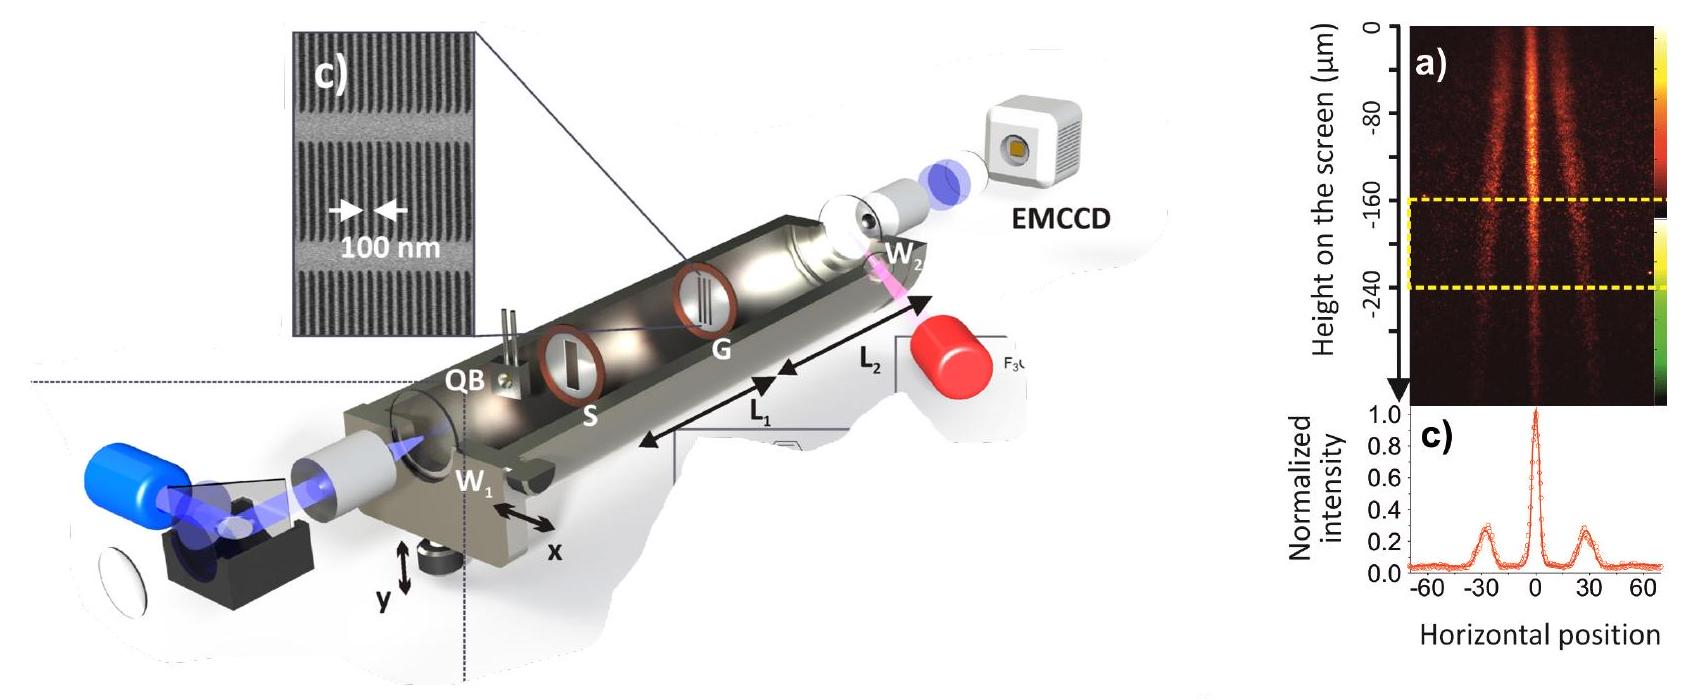 c)
100 nm
EMCCD
W2
G
L2
QB
S
L1
W1
x
y
Height on the screen (µm)
0
-80
-160
-240
a)
Normalized
intensity
1.0
0.8
0.6
0.4
0.2
0.0
c)
-60 -30 0 30 60
Horizontal position